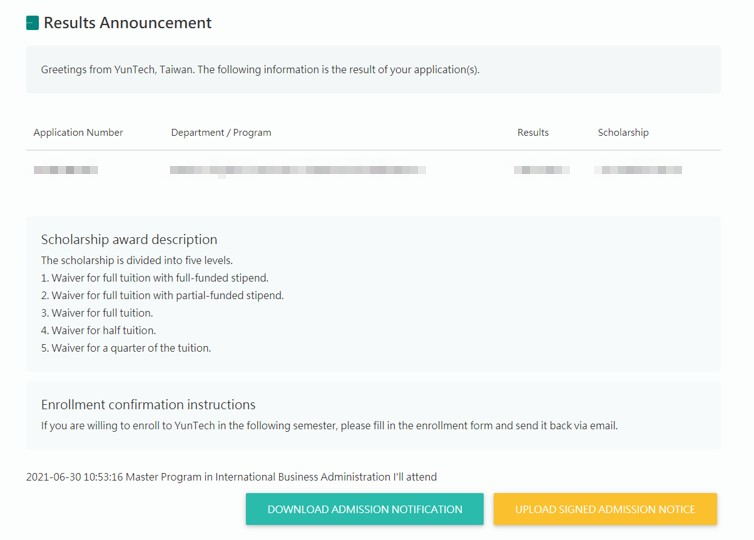 Results Announcement
Greetings from YunTech, Taiwan. The following information is the result of your application(s).
Application Number Department / Program Results Scholarship
Scholarship award description
The scholarship is divided into five levels.
1. Waiver for full tuition with full-funded stipend.
2. Waiver for full tuition with partial-funded stipend.
3. Waiver for full tuition.
4. Waiver for half tuition.
5. Waiver for a quarter of the tuition.
Enrollment confirmation instructions
If you are willing to enroll to YunTech in the following semester, please fill in the enrollment form and send it back via email.
2021-06-30 10:53:16 Master Program in International Business Administration I'll attend
DOWNLOAD ADMISSION NOTIFICATION UPLOAD SIGNED ADMISSION NOTICE